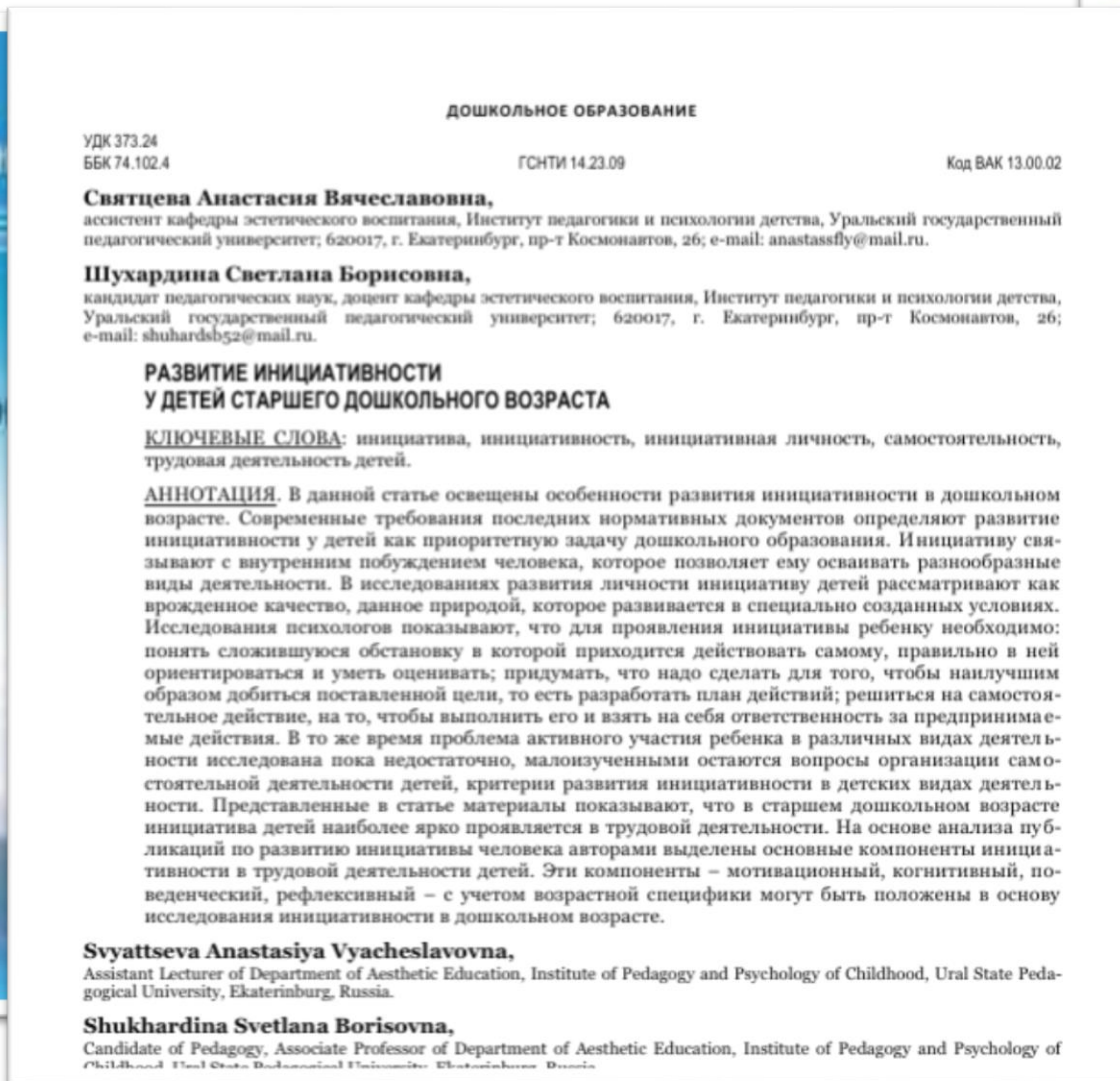 ДОШКОЛЬНОЕ ОБРАЗОВАНИЕ
УДК 373.24
ББК 74.102.4 ГСНТИ 14.23.09 Код ВАК 13.00.02
Святцева Анастасия Вячеславовна,
ассистент кафедры эстетического воспитания, Институт педагогики и психологии детства, Уральский государственный
педагогический университет; 620017, г. Екатеринбург, пр-т Космонавтов, 26; e-mail: anastassfly@mail.ru.
Шухардина Светлана Борисовна,
кандидат педагогических наук, доцент кафедры эстетического воспитания, Институт педагогики и психологии детства,
Уральский государственный педагогический университет; 620017, г. Екатеринбург, пр-т Космонавтов, 26;
e-mail: shuhardsb52@mail.ru.
РАЗВИТИЕ ИНИЦИАТИВНОСТИ
У ДЕТЕЙ СТАРШЕГО ДОШКОЛЬНОГО ВОЗРАСТА
КЛЮЧЕВЫЕ СЛОВА: инициатива, инициативность, инициативная личность, самостоятельность,
трудовая деятельность детей.
АННОТАЦИЯ. В данной статье освещены особенности развития инициативности в дошкольном
возрасте. Современные требования последних нормативных документов определяют развитие
инициативности у детей как приоритетную задачу дошкольного образования. Инициативу свя-
зывают с внутренним побуждением человека, которое позволяет ему осваивать разнообразные
виды деятельности. В исследованиях развития личности инициативу детей рассматривают как
врожденное качество, данное природой, которое развивается в специально созданных условиях.
Исследования психологов показывают, что для проявления инициативы ребенку необходимо:
понять сложившуюся обстановку в которой приходится действовать самому, правильно в ней
ориентироваться и уметь оценивать; придумать, что надо сделать для того, чтобы наилучшим
образом добиться поставленной цели, то есть разработать план действий; решиться на самостоя-
тельное действие, на то, чтобы выполнить его и взять на себя ответственность за предпринимае-
мые действия. В то же время проблема активного участия ребенка в различных видах деятель-
ности исследована пока недостаточно, малоизученными остаются вопросы организации само-
стоятельной деятельности детей, критерии развития инициативности в детских видах деятель-
ности. Представленные в статье материалы показывают, что в старшем дошкольном возрасте
инициатива детей наиболее ярко проявляется в трудовой деятельности. На основе анализа пуб-
ликаций по развитию инициативы человека авторами выделены основные компоненты инициа-
тивности в трудовой деятельности детей. Эти компоненты – мотивационный, когнитивный, по-
веденческий, рефлексивный – с учетом возрастной специфики могут быть положены в основу
исследования инициативности в дошкольном возрасте.
Svyattseva Anastasiya Vyacheslavovna,
Assistant Lecturer of Department of Aesthetic Education, Institute of Pedagogy and Psychology of Childhood, Ural State Peda-
gogical University, Ekaterinburg, Russia.
Shukhardina Svetlana Borisovna,
Candidate of Pedagogy, Associate Professor of Department of Aesthetic Education, Institute of Pedagogy and Psychology of
Childhood, Ural State Pedagogical University, Ekaterinburg, Russia.